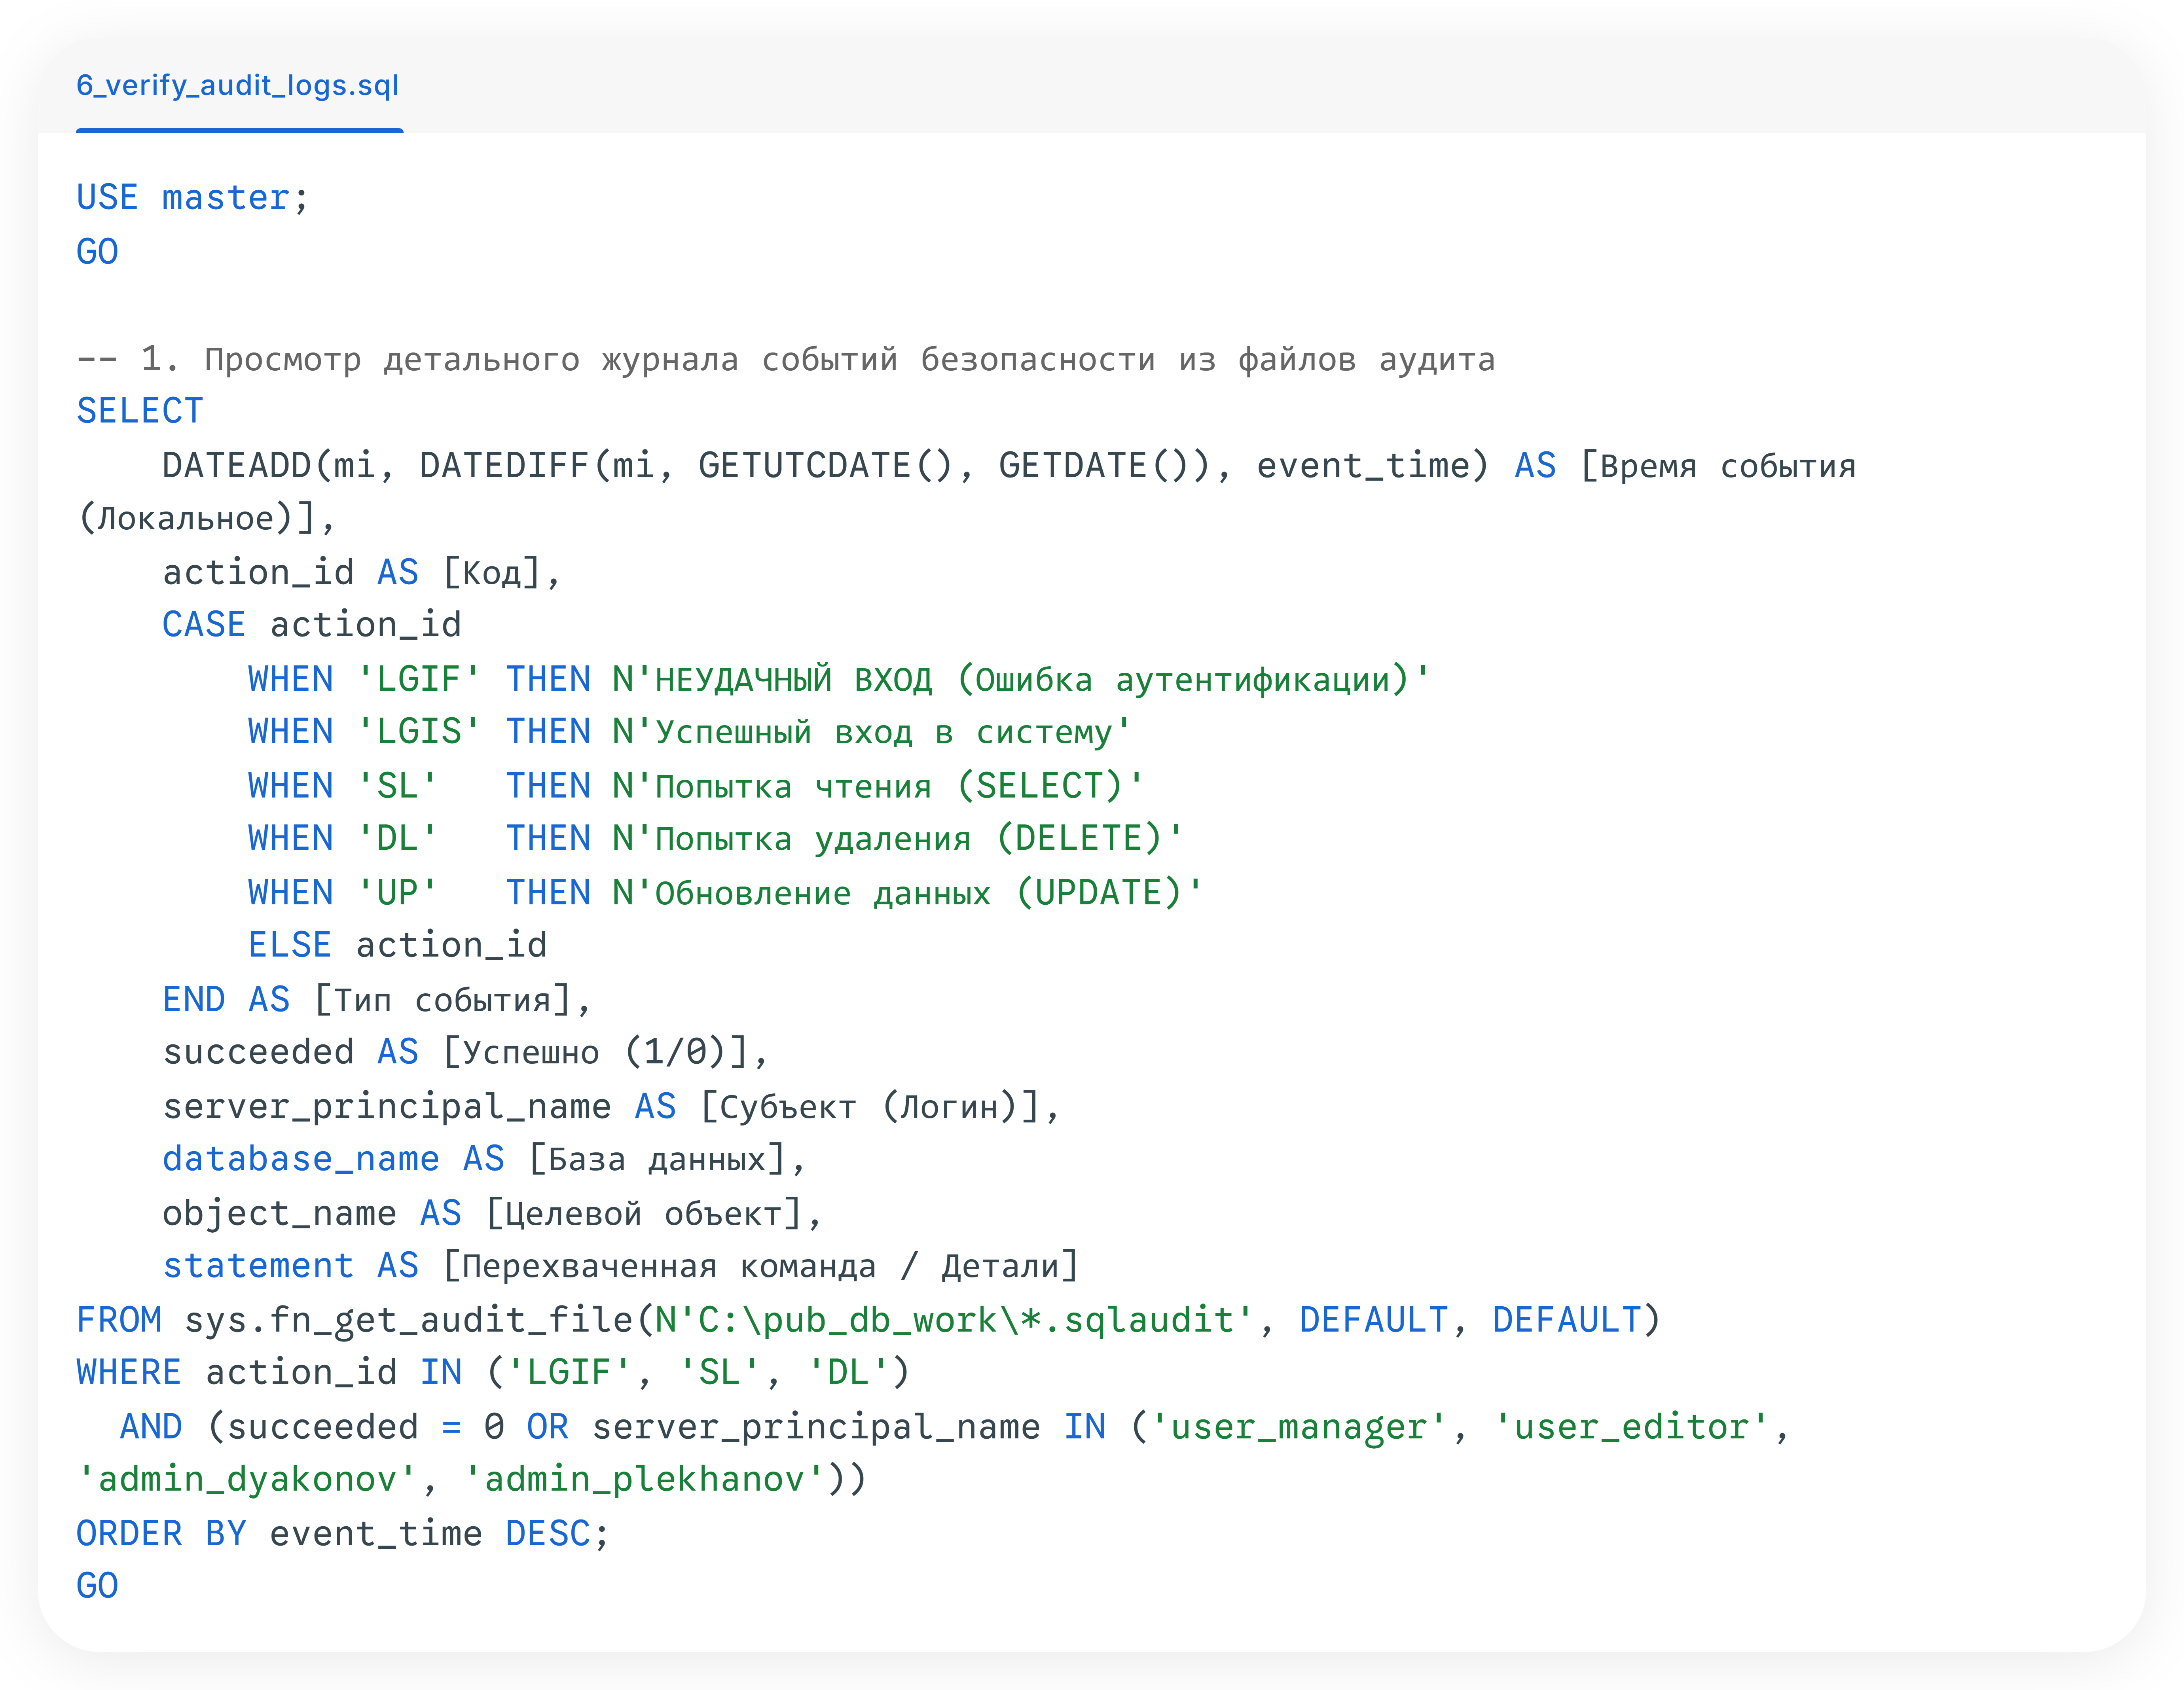 6_verify_audit_logs.sql
USE master;
GO
-- 1. Просмотр детального журнала событий безопасности из файлов аудита
SELECT
    DATEADD(mi, DATEDIFF(mi, GETUTCDATE(), GETDATE()), event_time) AS [Время события
(Локальное)],
    action_id AS [Код],
    CASE action_id
        WHEN 'LGIF' THEN N'НЕУДАЧНЫЙ ВХОД (Ошибка аутентификации)'
        WHEN 'LGIS' THEN N'Успешный вход в систему'
        WHEN 'SL'   THEN N'Попытка чтения (SELECT)'
        WHEN 'DL'   THEN N'Попытка удаления (DELETE)'
        WHEN 'UP'   THEN N'Обновление данных (UPDATE)'
        ELSE action_id
    END AS [Тип события],
    succeeded AS [Успешно (1/0)],
    server_principal_name AS [Субъект (Логин)],
    database_name AS [База данных],
    object_name AS [Целевой объект],
    statement AS [Перехваченная команда / Детали]
FROM sys.fn_get_audit_file(N'C:\pub_db_work\*.sqlaudit', DEFAULT, DEFAULT)
WHERE action_id IN ('LGIF', 'SL', 'DL')
  AND (succeeded = 0 OR server_principal_name IN ('user_manager', 'user_editor',
'admin_dyakonov', 'admin_plekhanov'))
ORDER BY event_time DESC;
GO